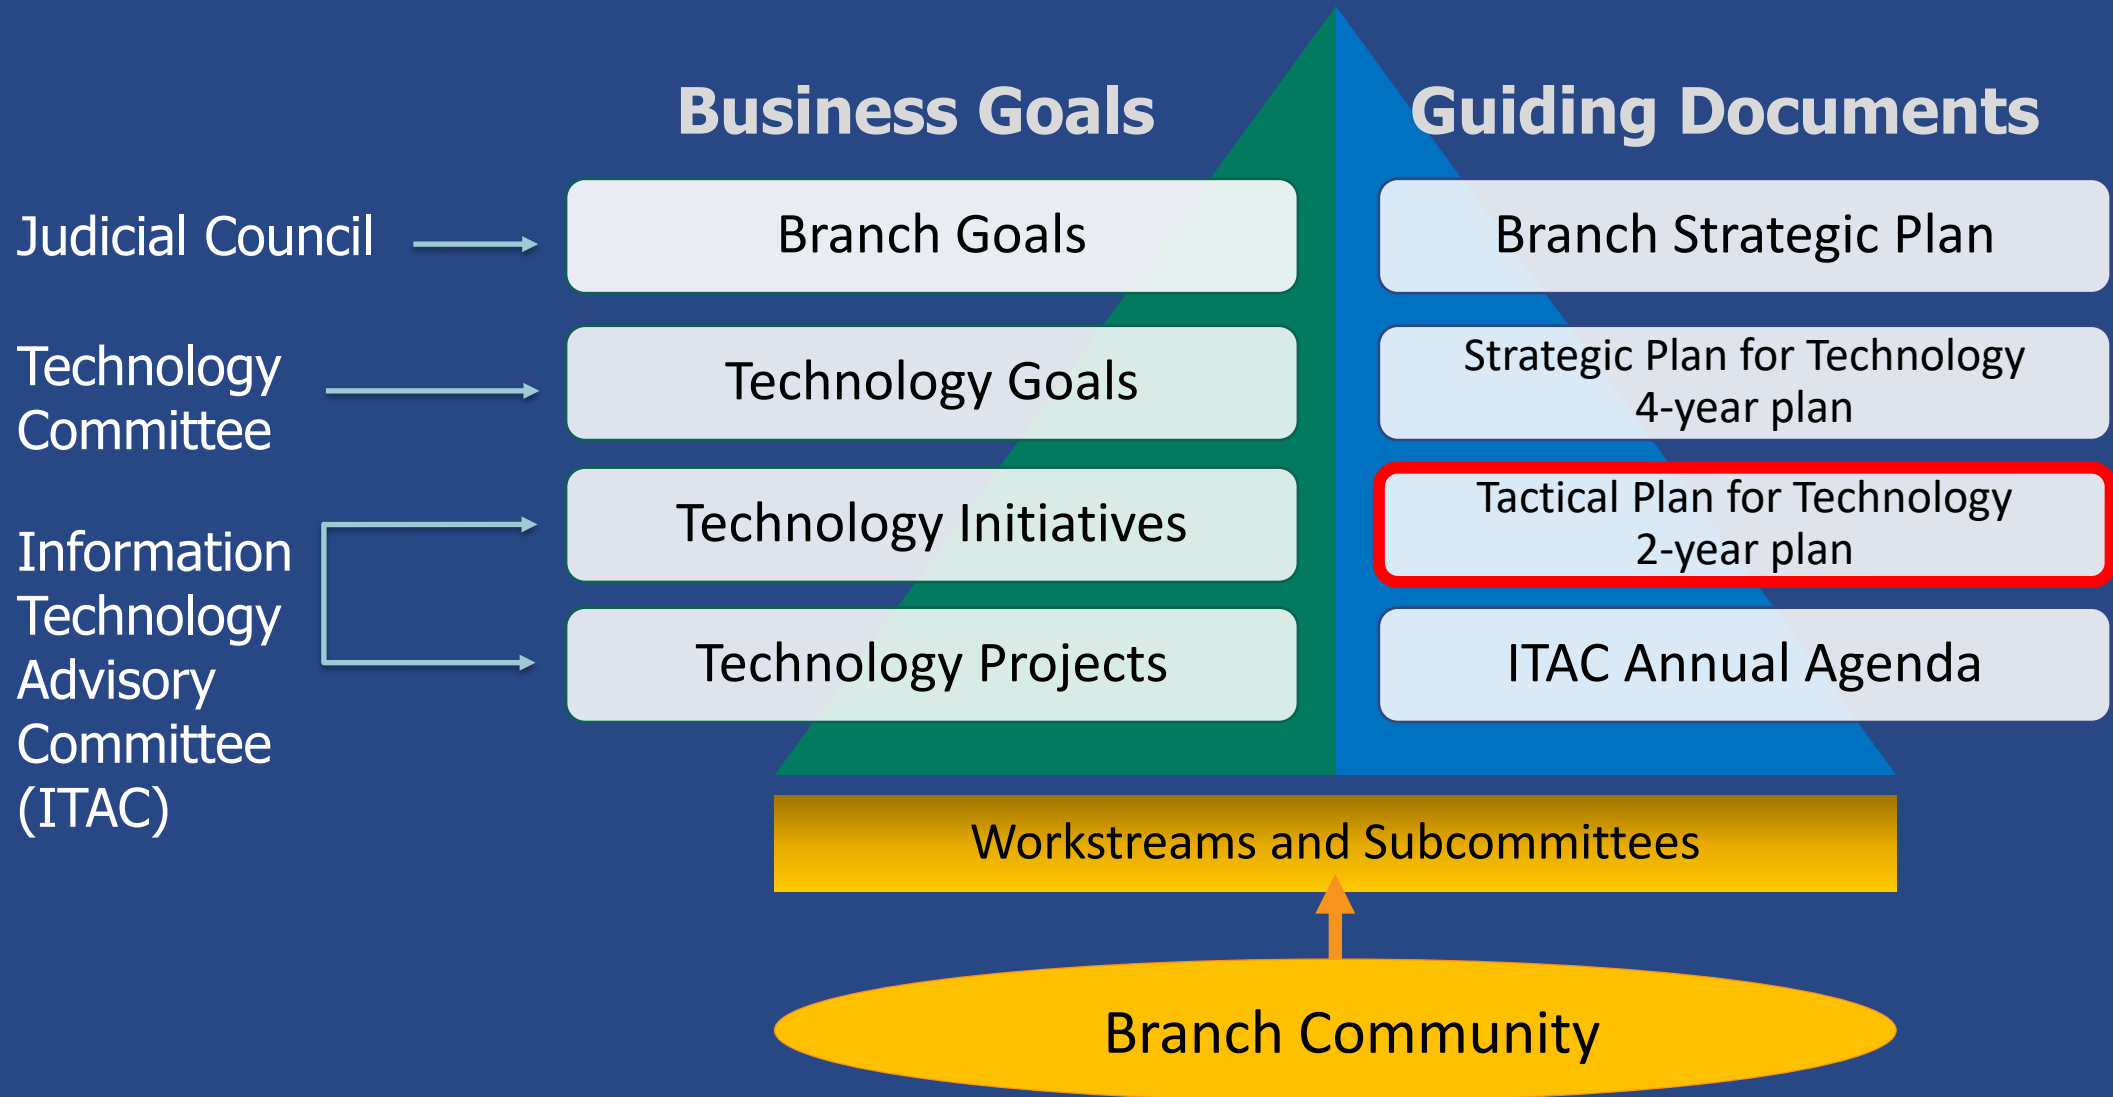 Business Goals
Guiding Documents
Judicial Council
Branch Goals
Branch Strategic Plan
Technology
Committee
Technology Goals
Strategic Plan for Technology
4-year plan
Information
Technology
Advisory
Committee
(ITAC)
Technology Initiatives
Tactical Plan for Technology
2-year plan
Technology Projects
ITAC Annual Agenda
Workstreams and Subcommittees
Branch Community